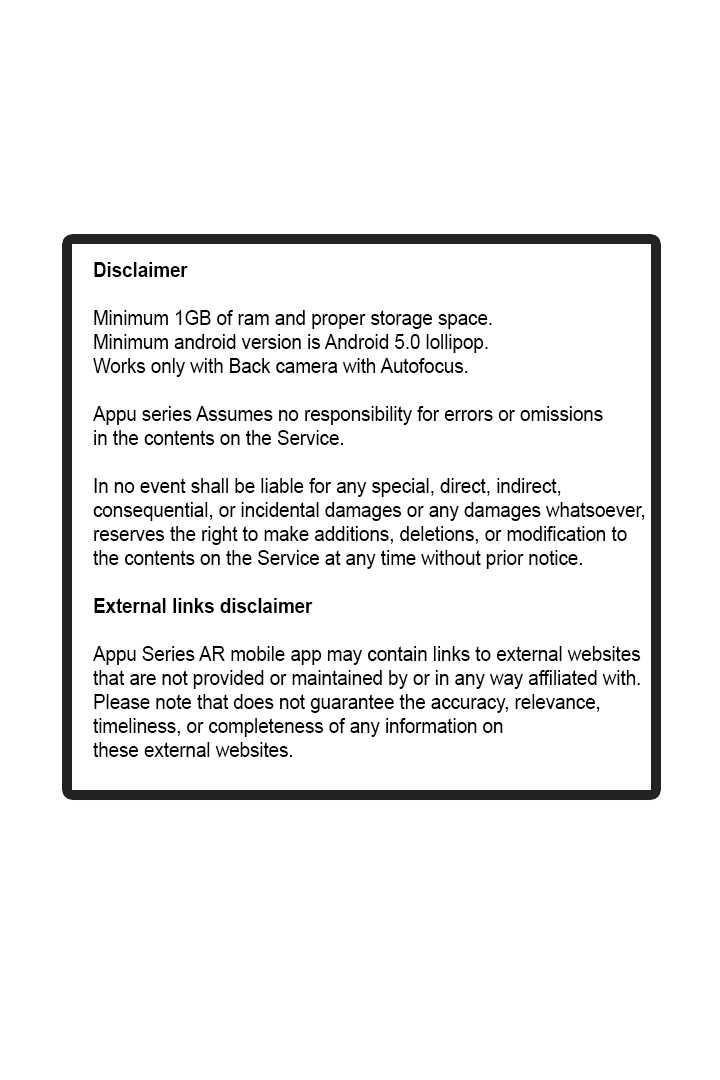 Disclaimer
Minimum 1GB of ram and proper storage space.
Minimum android version is Android 5.0 lollipop.
Works only with Back camera with Autofocus.
Appu series Assumes no responsibility for errors or omissions
in the contents on the Service.
In no event shall be liable for any special, direct, indirect,
consequential, or incidental damages or any damages whatsoever,
reserves the right to make additions, deletions, or modification to
the contents on the Service at any time without prior notice.
External links disclaimer
Appu Series AR mobile app may contain links to external websites
that are not provided or maintained by or in any way affiliated with.
Please note that does not guarantee the accuracy, relevance,
timeliness, or completeness of any information on
these external websites.